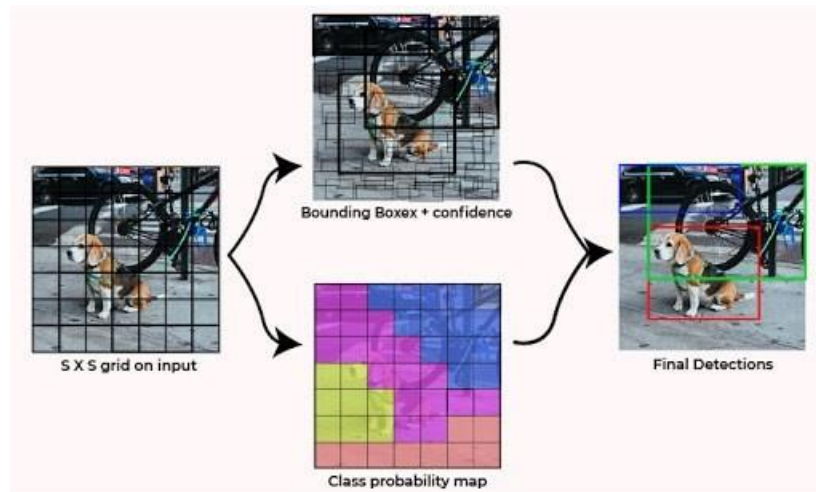 Bounding Boxex + confidence
S X S grid on input
Final Detections
Class probability map